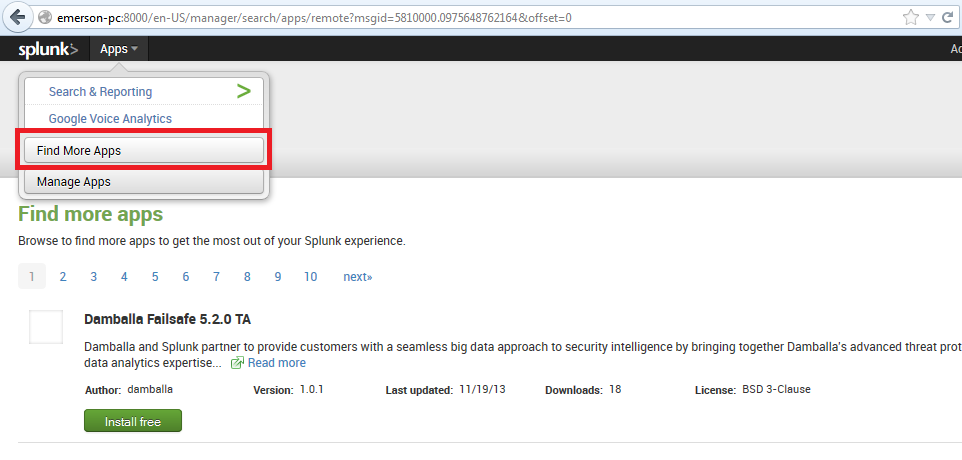 emerson-pc:8000/en-US/manager/search/apps/remote?msgid=5810000.0975648762164&offset=0
splunk> Apps
Search & Reporting >
Google Voice Analytics
Find More Apps
Manage Apps
Find more apps
Browse to find more apps to get the most out of your Splunk experience.
1 2 3 4 5 6 7 8 9 10 next»
Damballa Failsafe 5.2.0 TA
Damballa and Splunk partner to provide customers with a seamless big data approach to security intelligence by bringing together Damballa's advanced threat prot
data analytics expertise... Read more
Author: damballa Version: 1.0.1 Last updated: 11/19/13 Downloads: 18 License: BSD 3-Clause
Install free